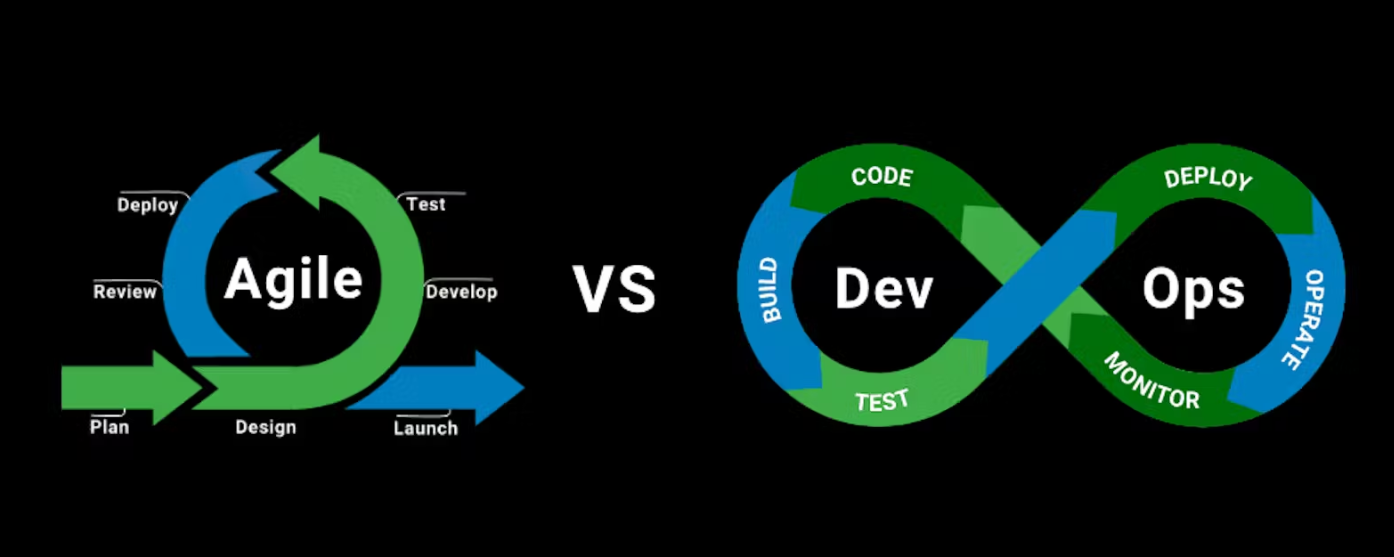 Deploy
Test
Review
Agile
Develop
Plan
Design
Launch
VS
CODE
BUILD
Dev
TEST
DEPLOY
Ops
OPERATE
MONITOR